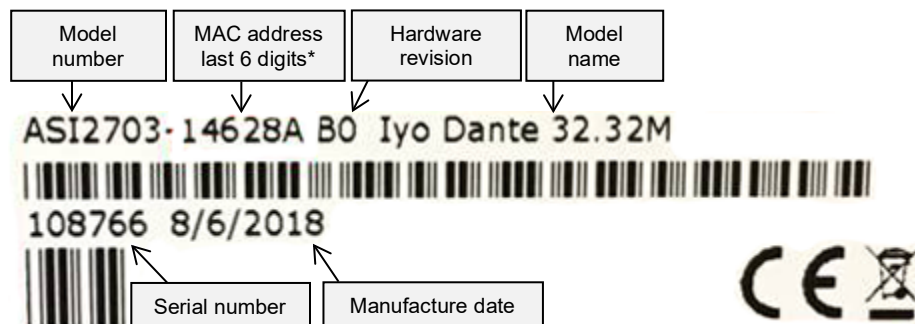 Model number
MAC address last 6 digits*
Hardware revision
Model name
ASI2703-14628A B0 Iyo Dante 32.32M
108766 8/6/2018
Serial number
Manufacture date
CE